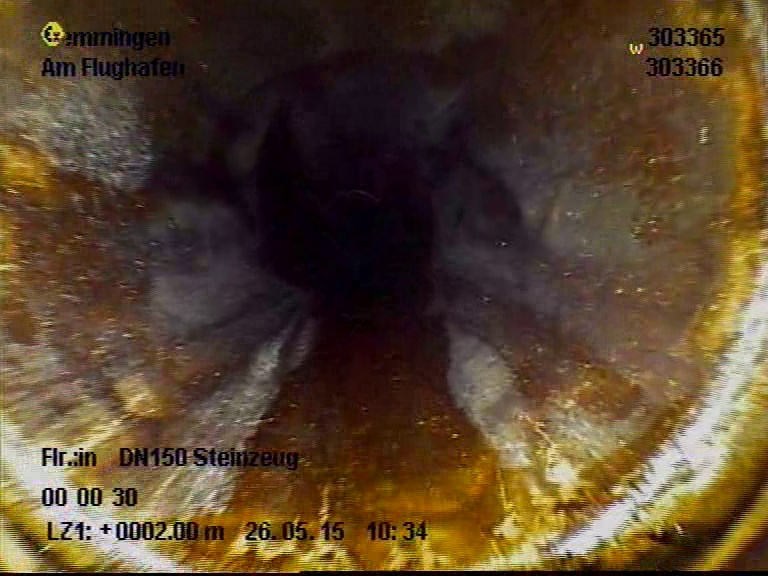 emmingen
Am Flughafen
w 303365
303366
Flr.:in DN150 Steinzeug
00 00 30
LZ1: +0002.00 m 26.05.15 10:34